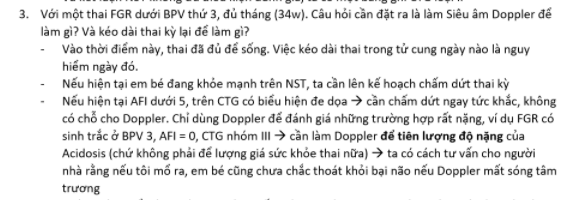 3. Với một thai FGR dưới BPV thứ 3, đủ tháng (34w). Câu hỏi cần đặt ra là làm Siêu âm Doppler để
làm gì? Và kéo dài thai kỳ lại để làm gì?
- Vào thời điểm này, thai đã đủ để sống. Việc kéo dài thai trong tử cung ngày nào là nguy
hiểm ngày đó.
- Nếu hiện tại em bé đang khỏe mạnh trên NST, ta cần lên kế hoạch chấm dứt thai kỳ
- Nếu hiện tại AFI dưới 5, trên CTG có biểu hiện đe dọa → cần chấm dứt ngay tức khắc, không
có chỗ cho Doppler. Chỉ dùng Doppler để đánh giá những trường hợp rất nặng, ví dụ FGR có
sinh trắc ở BPV 3, AFI = 0, CTG nhóm III → cần làm Doppler để tiên lượng độ nặng của
Acidosis (chứ không phải để lượng giá sức khỏe thai nữa) → ta có cách tư vấn cho người
nhà rằng nếu tôi mổ ra, em bé cũng chưa chắc thoát khỏi bại não nếu Doppler mất sóng tâm
trương